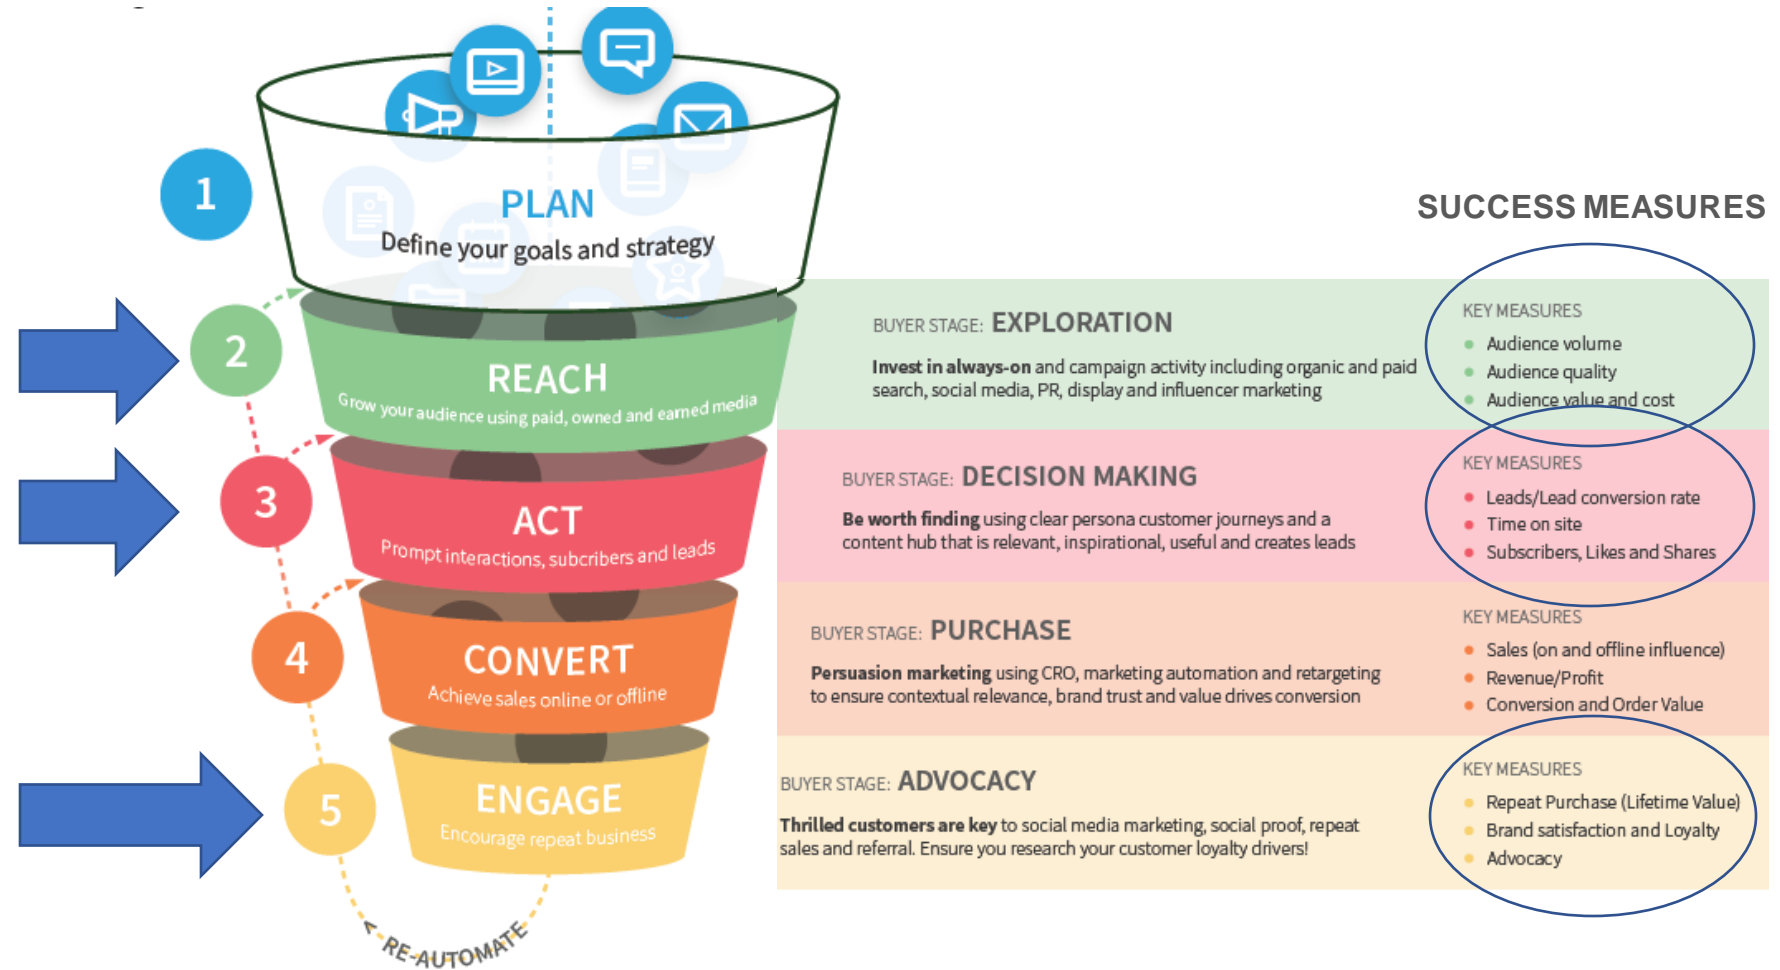 1
PLAN
Define your goals and strategy
SUCCESS MEASURES
2
REACH
Grow your audience using paid, owned and earned media
BUYER STAGE: EXPLORATION
Invest in always-on and campaign activity including organic and paid
search, social media, PR, display and influencer marketing
KEY MEASURES
Audience volume
Audience quality
Audience value and cost
3
ACT
Prompt interactions, subcribers and leads
BUYER STAGE: DECISION MAKING
Be worth finding using clear persona customer journeys and a
content hub that is relevant, inspirational, useful and creates leads
KEY MEASURES
Leads/Lead conversion rate
Time on site
Subscribers, Likes and Shares
4
CONVERT
Achieve sales online or offline
BUYER STAGE: PURCHASE
Persuasion marketing using CRO, marketing automation and retargeting
to ensure contextual relevance, brand trust and value drives conversion
KEY MEASURES
Sales (on and offline influence)
Revenue/Profit
Conversion and Order Value
5
ENGAGE
Encourage repeat business
BUYER STAGE: ADVOCACY
Thrilled customers are key to social media marketing, social proof, repeat
sales and referral. Ensure you research your customer loyalty drivers!
KEY MEASURES
Repeat Purchase (Lifetime Value)
Brand satisfaction and Loyalty
Advocacy
RE-AUTOMATE